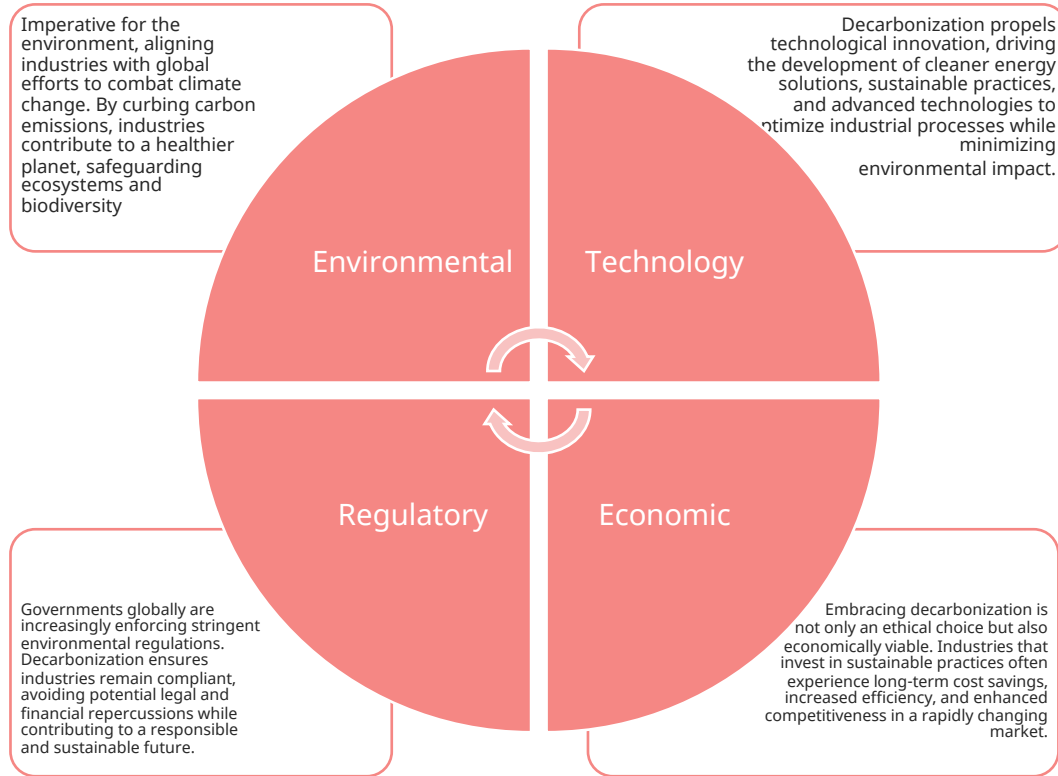 Imperative for the
environment, aligning
industries with global
efforts to combat climate
change. By curbing carbon
emissions, industries
contribute to a healthier
planet, safeguarding
ecosystems and
biodiversity
Decarbonization propels
technological innovation, driving
the development of cleaner energy
solutions, sustainable practices,
and advanced technologies to
ptimize industrial processes while
minimizing
environmental impact.
Environmental
Technology
Regulatory
Economic
Governments globally are
increasingly enforcing stringent
environmental regulations.
Decarbonization ensures
industries remain compliant,
avoiding potential legal and
financial repercussions while
contributing to a responsible
and sustainable future.
Embracing decarbonization is
not only an ethical choice but also
economically viable. Industries that
invest in sustainable practices often
experience long-term cost savings,
increased efficiency, and enhanced
competitiveness in a rapidly changing
market.